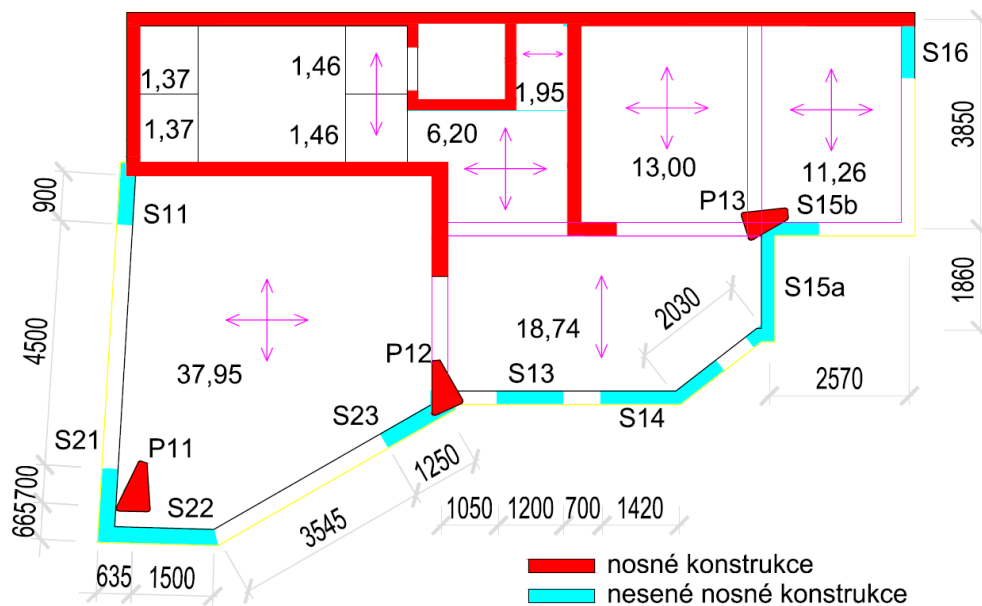 S16
1,37
1,46
1,95
3850
1,37
1,46
6,20
13,00
11,26
900
S11
P13
S15b
1860
S15a
2030
4500
18,74
37,95
P12
S13
2570
S23
S14
S21
P11
1250
665
700
S22
3545
1050
1200
700
1420
635
1500
nosné konstrukce
nesené nosné konstrukce